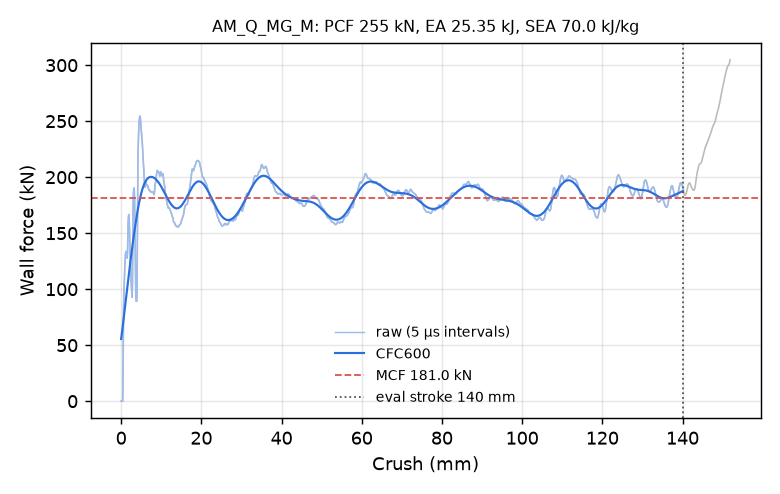 AM_Q_MG_M: PCF 255 kN, EA 25.35 kJ, SEA 70.0 kJ/kg
Wall force (kN)
300
250
200
150
100
50
0
raw (5 µs intervals)
CFC600
MCF 181.0 kN
eval stroke 140 mm
0 20 40 60 80 100 120 140
Crush (mm)